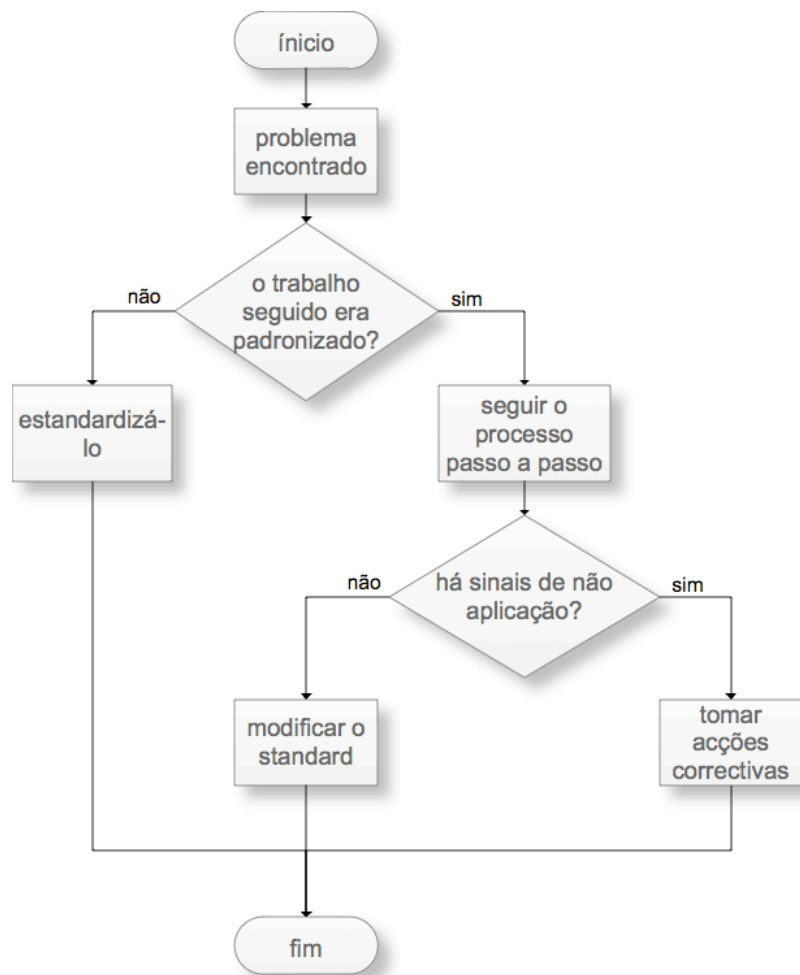 ínicio
problema
encontrado
o trabalho
seguido era
padronizado?
não
sim
estandardizá-
lo
seguir o
processo
passo a passo
há sinais de não
aplicação?
não
sim
modificar o
standard
tomar
acções
correctivas
fim